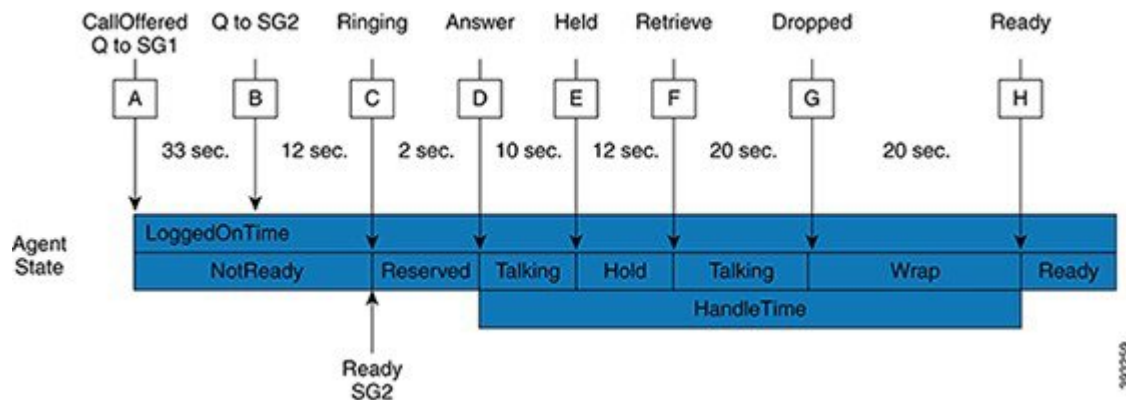 CallOffered Q to SG2 Ringing Answer Held Retrieve Dropped Ready
Q to SG1
A B C D E F G H
33 sec. 12 sec. 2 sec. 10 sec. 12 sec. 20 sec. 20 sec.
LoggedOnTime
Agent
State
NotReady Reserved Talking Hold Talking Wrap Ready
HandleTime
Ready
SG2